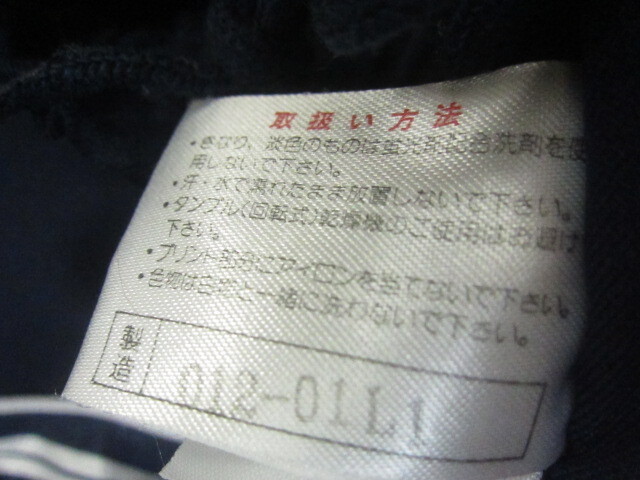 取扱い方法
・きなり、淡色のものは蛍光剤配合洗剤を使
用しないで下さい。
・汗・水で濡れたまま放置しないで下さい。
・タンブル(回転式)乾燥機のご使用はお避け
下さい。
・プリント部分にアイロンを当てないで下さい。
・色物は白物と一緒に洗わないで下さい。
製造
012-01L1